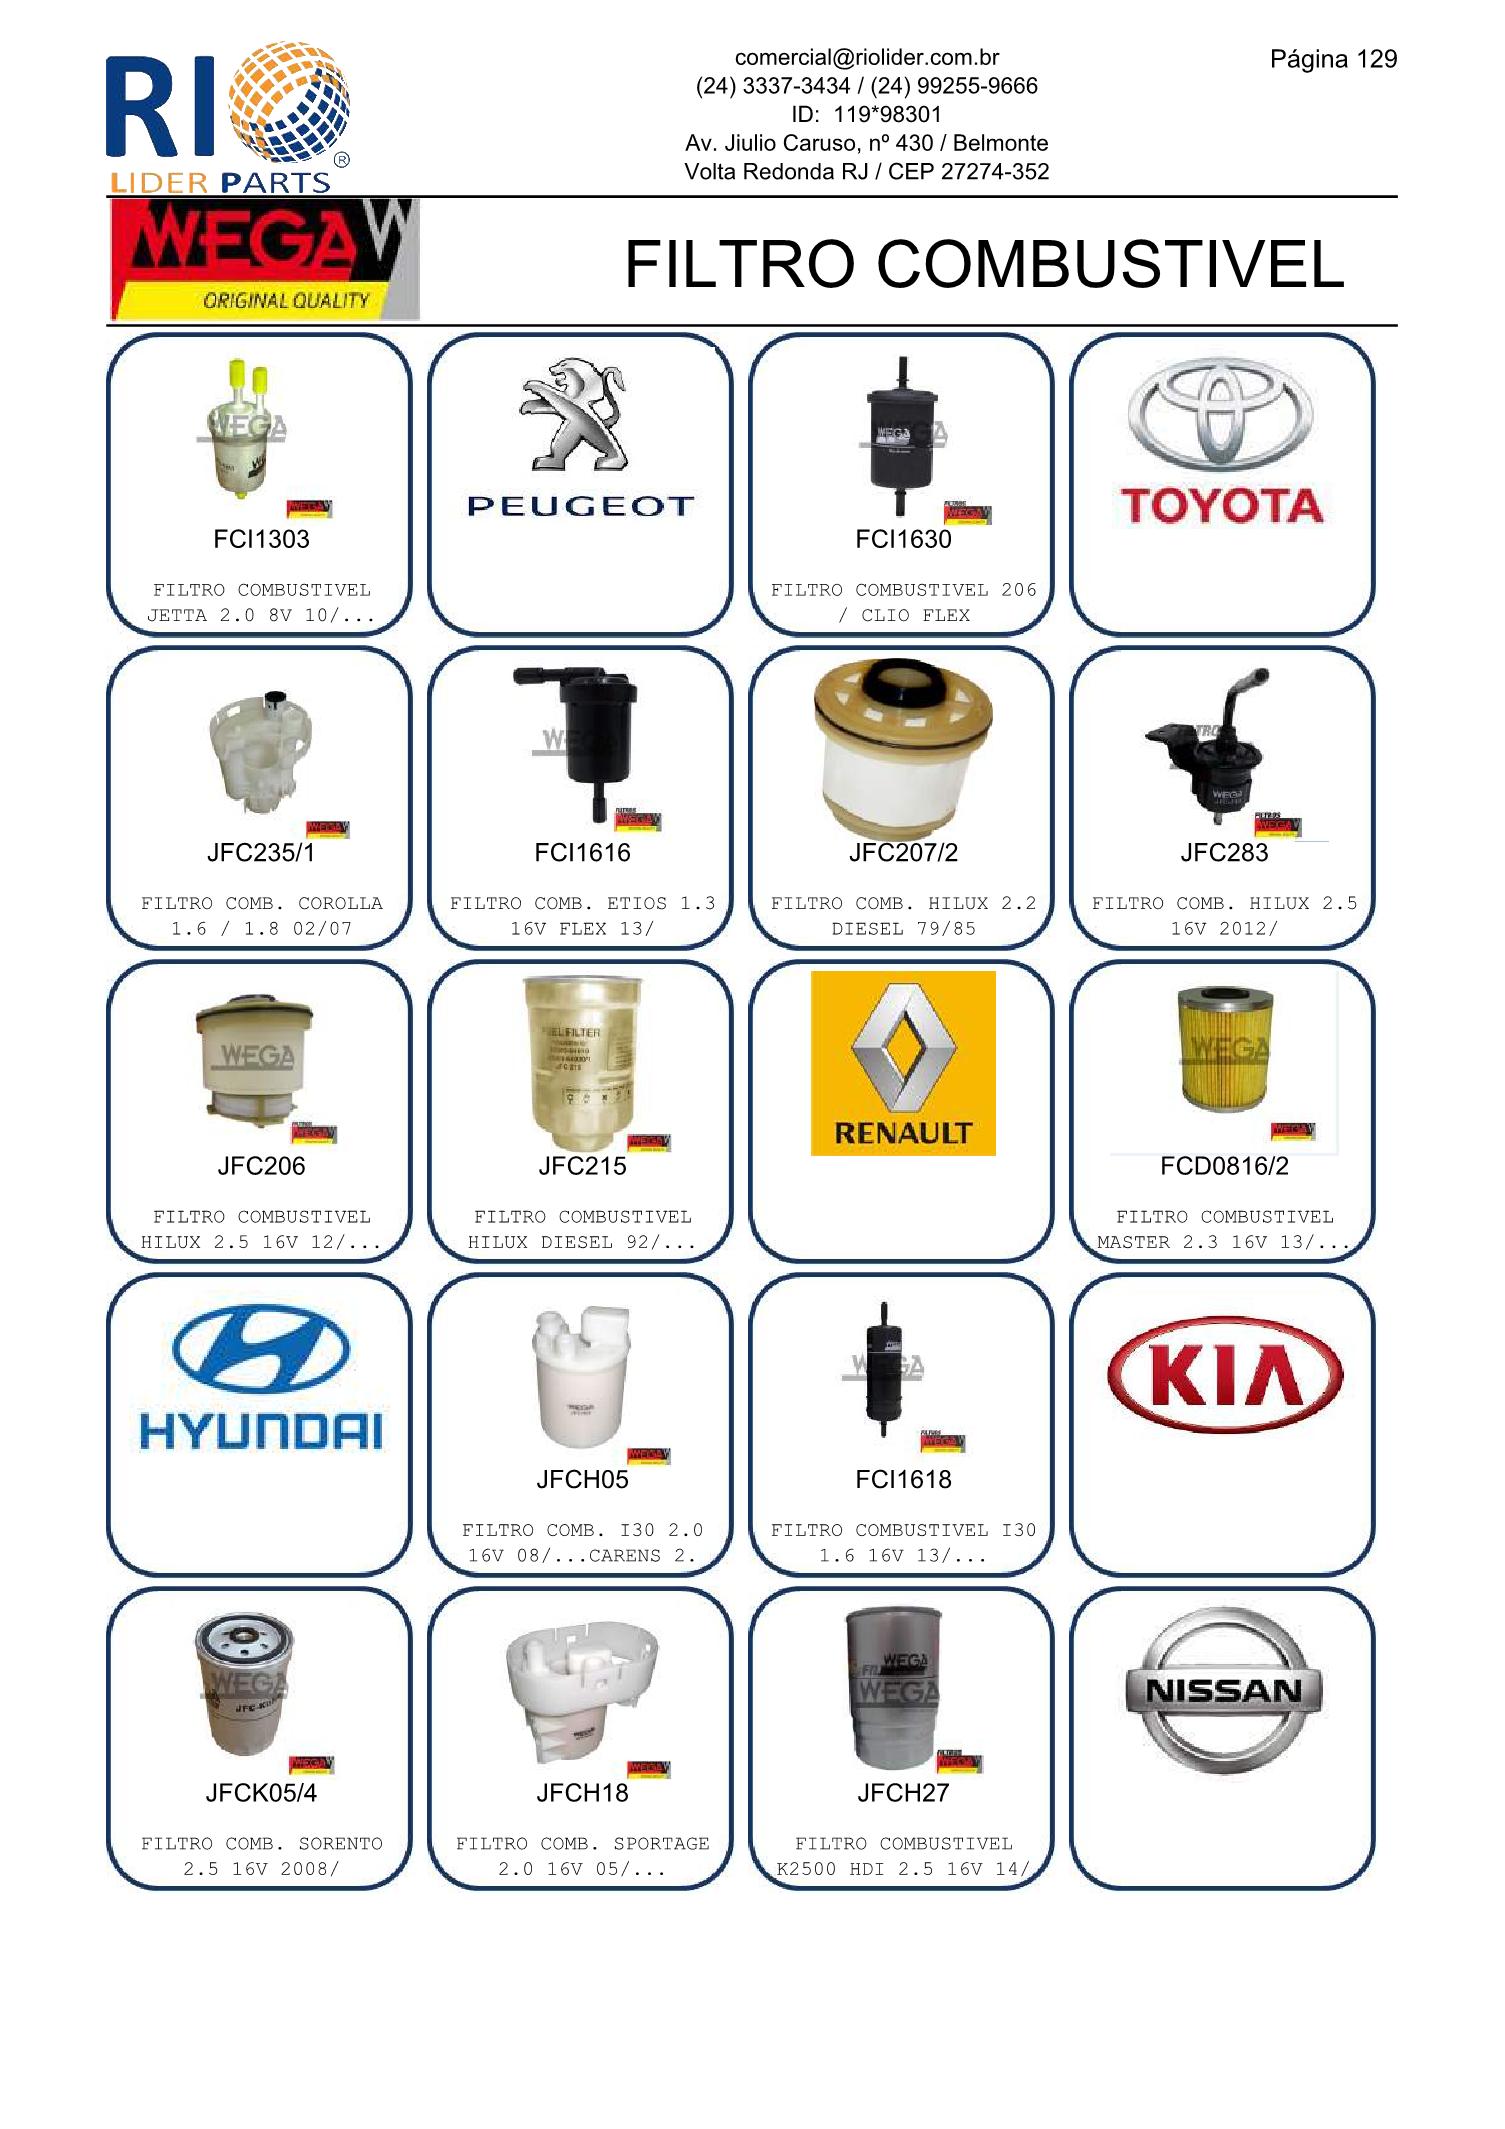 RIO
®
LIDER PARTS
comercial@riolider.com.br
(24) 3337-3434 / (24) 99255-9666
ID: 119*98301
Av. Jiulio Caruso, nº 430 / Belmonte
Volta Redonda RJ / CEP 27274-352
Página 129
WEGA W
ORIGINAL QUALITY
FILTRO COMBUSTIVEL
WEGA
FCI1303
FILTRO COMBUSTIVEL
JETTA 2.0 8V 10/...
PEUGEOT
WEGA
FCI1630
FILTRO COMBUSTIVEL 206
/ CLIO FLEX
TOYOTA
JFC235/1
FILTRO COMB. COROLLA
1.6 / 1.8 02/07
FCI1616
FILTRO COMB. ETIOS 1.3
16V FLEX 13/
JFC207/2
FILTRO COMB. HILUX 2.2
DIESEL 79/85
WEGA
JFC283
FILTRO COMB. HILUX 2.5
16V 2012/
WEGA
JFC206
FILTRO COMBUSTIVEL
HILUX 2.5 16V 12/...
FUEL FILTER
JFC215
FILTRO COMBUSTIVEL
HILUX DIESEL 92/...
RENAULT
WEGA
FCD0816/2
FILTRO COMBUSTIVEL
MASTER 2.3 16V 13/...
HYUNDAI
WEGA
JFCH05
FILTRO COMB. I30 2.0
16V 08/...CARENS 2.
WEGA
FCI1618
FILTRO COMBUSTIVEL I30
1.6 16V 13/...
KIA
WEGA
JFCK05/4
FILTRO COMB. SORENTO
2.5 16V 2008/
WEGA
JFCH18
FILTRO COMB. SPORTAGE
2.0 16V 05/...
WEGA
WEGA
JFCH27
FILTRO COMBUSTIVEL
K2500 HDI 2.5 16V 14/
NISSAN